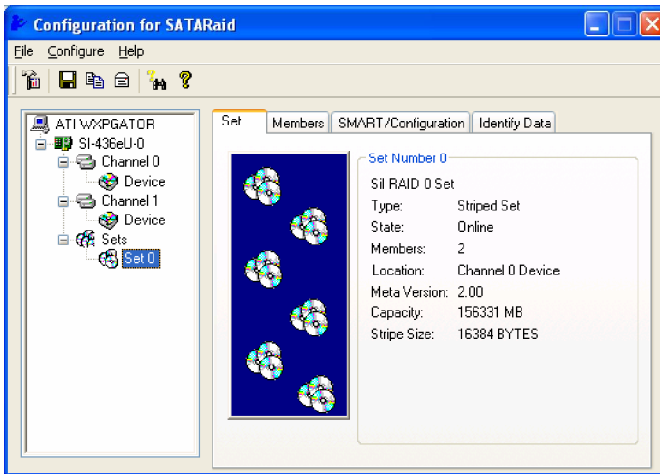 Configuration for SATARaid
File Configure Help
ATI WXPGATOR
SI-436eU-0
Channel 0
Device
Channel 1
Device
Sets
Set 0
Set Members SMART/Configuration Identify Data
Set Number 0
Sil RAID 0 Set
Type: Striped Set
State: Online
Members: 2
Location: Channel 0 Device
Meta Version: 2.00
Capacity: 156331 MB
Stripe Size: 16384 BYTES